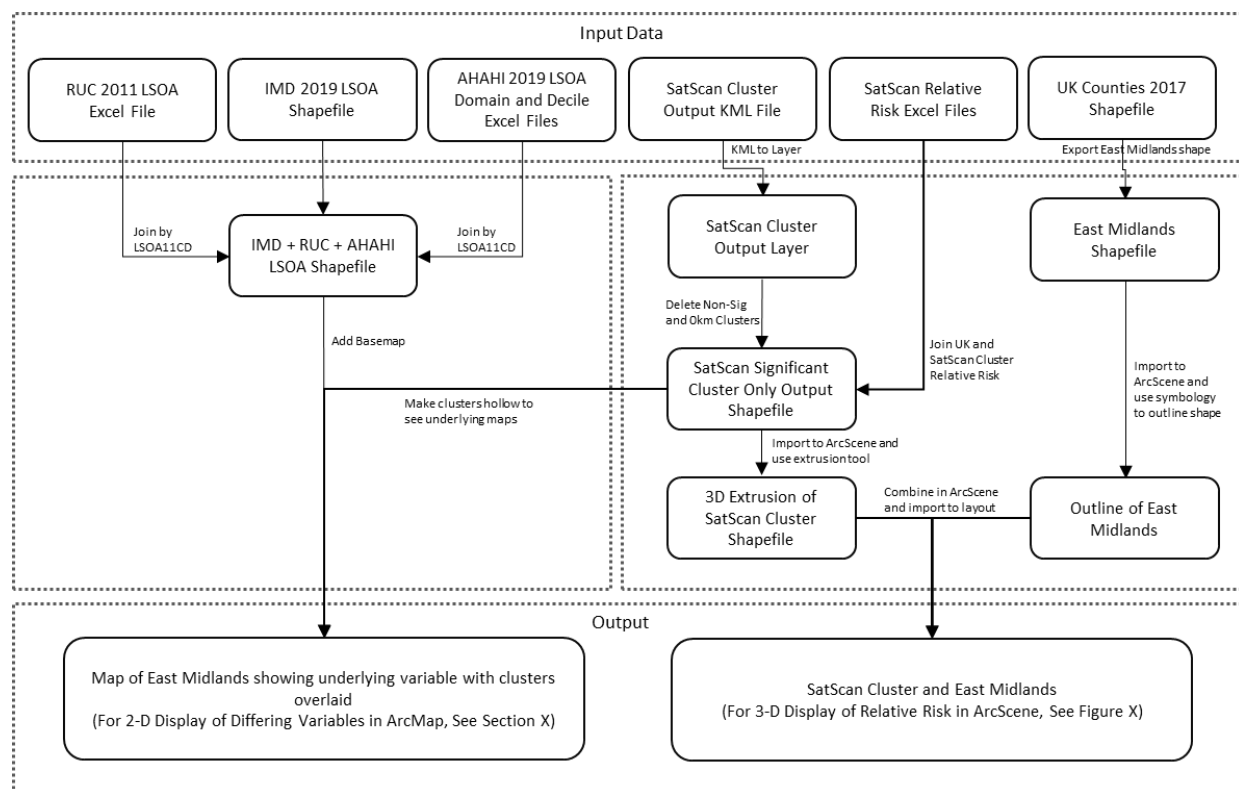 Input Data
RUC 2011 LSOA
Excel File
IMD 2019 LSOA
Shapefile
AHAHI 2019 LSOA
Domain and Decile
Excel Files
SatScan Cluster
Output KML File
SatScan Relative
Risk Excel Files
UK Counties 2017
Shapefile
KML to Layer
Export East Midlands shape
Join by
LSOA11CD
IMD + RUC + AHAHI
LSOA Shapefile
Join by
LSOA11CD
SatScan Cluster
Output Layer
East Midlands
Shapefile
Delete Non-Sig
and 0km Clusters
Add Basemap
Join UK and
SatScan Cluster
Relative Risk
SatScan Significant
Cluster Only Output
Shapefile
Import to
ArcScene and
use symbology
to outline shape
Make clusters hollow to
see underlying maps
Import to ArcScene and
use extrusion tool
3D Extrusion of
SatScan Cluster
Shapefile
Combine in ArcScene
and import to layout
Outline of East
Midlands
Output
Map of East Midlands showing underlying variable with clusters
overlaid
(For 2-D Display of Differing Variables in ArcMap, See Section X)
SatScan Cluster and East Midlands
(For 3-D Display of Relative Risk in ArcScene, See Figure X)